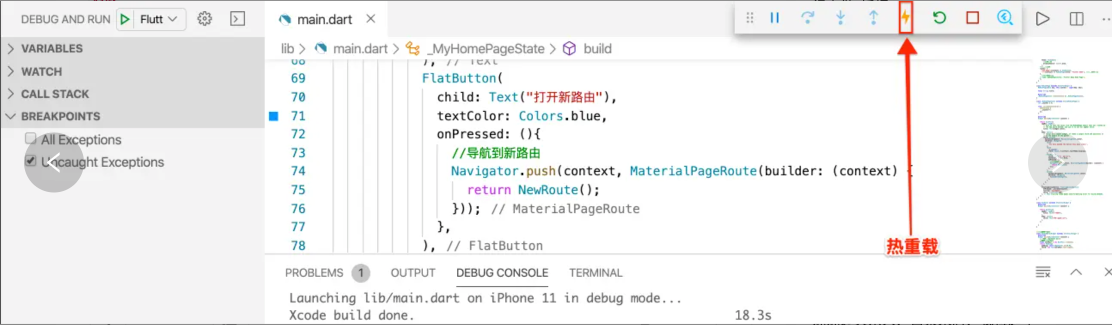 DEBUG AND RUN Flutt
main.dart
lib > main.dart > _MyHomePageState > build
VARIABLES
WATCH
CALL STACK
BREAKPOINTS
All Exceptions
Uncaught Exceptions
68 ), // Text
69 FlatButton(
70 child: Text("打开新路由"),
71 textColor: Colors.blue,
72 onPressed: (){
73 //导航到新路由
74 Navigator.push(context, MaterialPageRoute(builder: (context) {
75 return NewRoute();
76 })); // MaterialPageRoute
77 },
78 ), // FlatButton
热重载
PROBLEMS 1 OUTPUT DEBUG CONSOLE TERMINAL
Launching lib/main.dart on iPhone 11 in debug mode...
Xcode build done. 18.3s